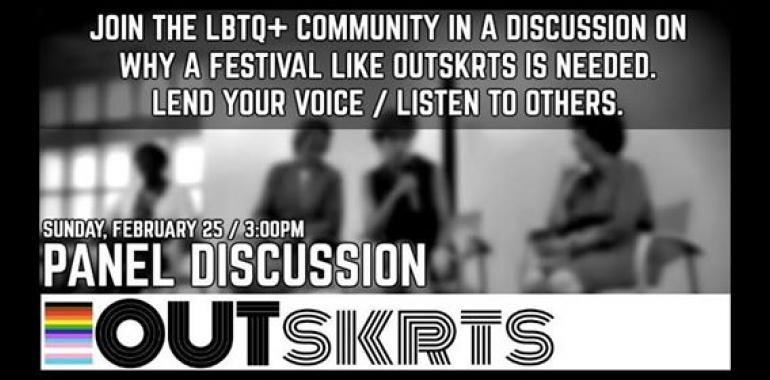 JOIN THE LBTQ+ COMMUNITY IN A DISCUSSION ON
WHY A FESTIVAL LIKE OUTSKRTS IS NEEDED.
LEND YOUR VOICE / LISTEN TO OTHERS.
SUNDAY, FEBRUARY 25 / 3:00PM
PANEL DISCUSSION
OUTSKRTS